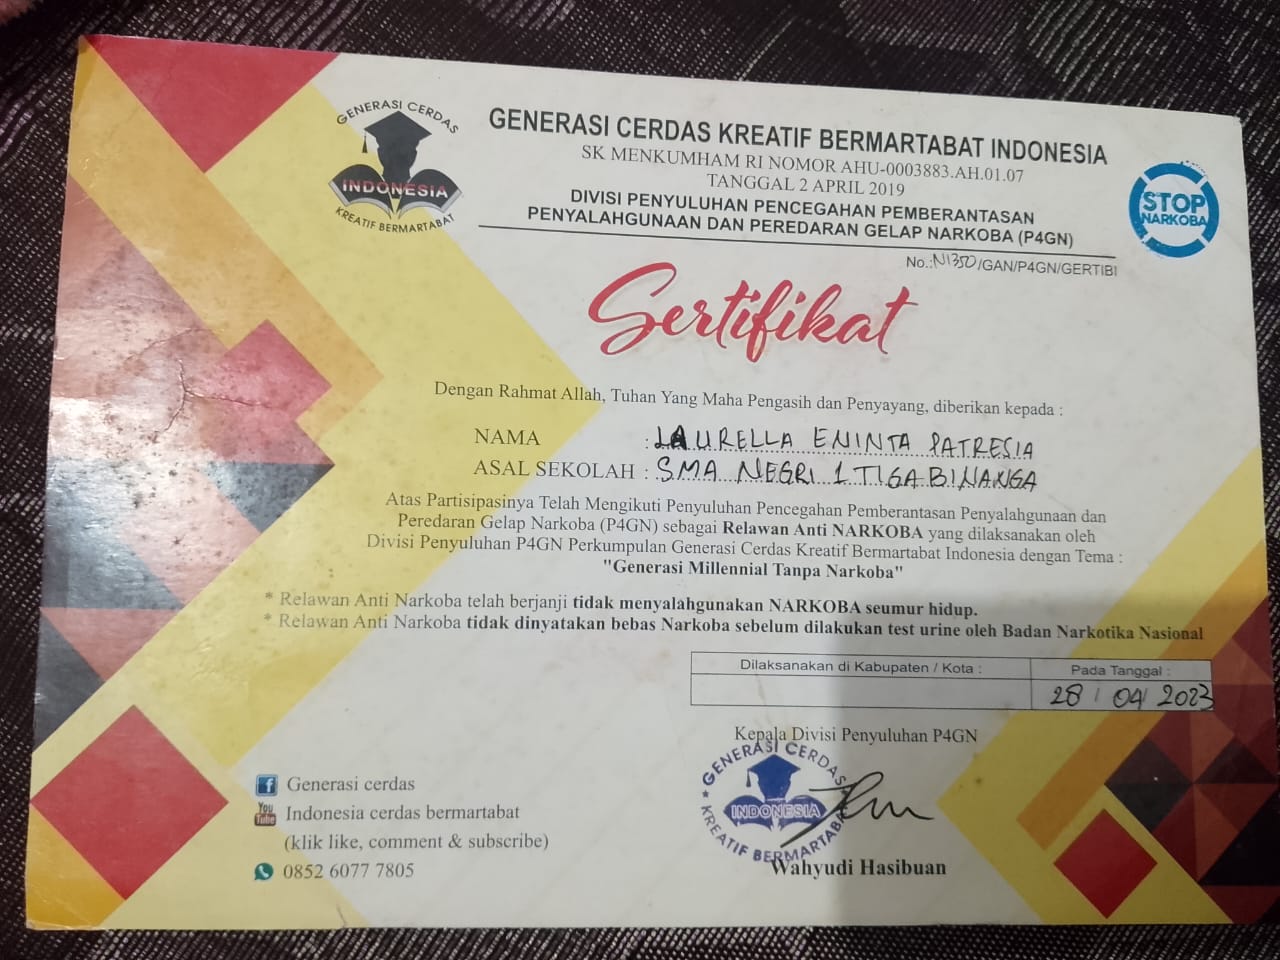 GENERASI CERDAS
INDONESIA
KREATIF BERMARTABAT
GENERASI CERDAS KREATIF BERMARTABAT INDONESIA
SK MENKUMHAM RI NOMOR AHU-0003883.AH.01.07
TANGGAL 2 APRIL 2019
DIVISI PENYULUHAN PENCEGAHAN PEMBERANTASAN
PENYALAHGUNAAN DAN PEREDARAN GELAP NARKOBA (P4GN)
STOP
NARKOBA
No.:N1350/GAN/P4GN/GERTIBI
Sertifikat
Dengan Rahmat Allah, Tuhan Yang Maha Pengasih dan Penyayang, diberikan kepada :
NAMA : LAURELLA ENINTA PATRESIA
ASAL SEKOLAH : SMA NEGRI 1 TIGABINANGA
Atas Partisipasinya Telah Mengikuti Penyuluhan Pencegahan Pemberantasan Penyalahgunaan dan
Peredaran Gelap Narkoba (P4GN) sebagai Relawan Anti NARKOBA yang dilaksanakan oleh
Divisi Penyuluhan P4GN Perkumpulan Generasi Cerdas Kreatif Bermartabat Indonesia dengan Tema :
"Generasi Millennial Tanpa Narkoba"
* Relawan Anti Narkoba telah berjanji tidak menyalahgunakan NARKOBA seumur hidup.
* Relawan Anti Narkoba tidak dinyatakan bebas Narkoba sebelum dilakukan test urine oleh Badan Narkotika Nasional
Dilaksanakan di Kabupaten / Kota : Pada Tanggal :
28 / 04 / 2023
Kepala Divisi Penyuluhan P4GN
GENERASI CERDAS
INDONESIA
KREATIF BERMARTABAT
Wahyudi Hasibuan
Generasi cerdas
You Tube Indonesia cerdas bermartabat
(klik like, comment & subscribe)
0852 6077 7805